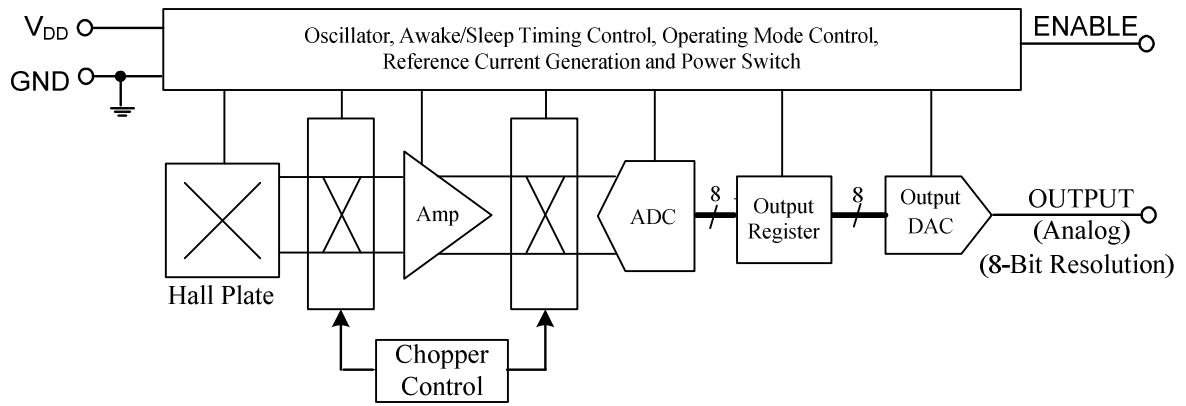 VDD
GND
Oscillator, Awake/Sleep Timing Control, Operating Mode Control,
Reference Current Generation and Power Switch
ENABLE
Hall Plate
Amp
ADC
8
Output
Register
8
Output
DAC
OUTPUT
(Analog)
(8-Bit Resolution)
Chopper
Control